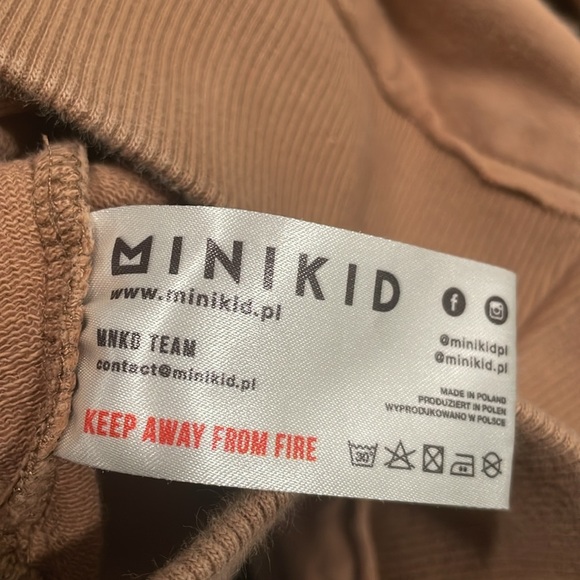 MINIKID
www.minikid.pl
MNKD TEAM
contact@minikid.pl
KEEP AWAY FROM FIRE
@minikidpl
@minikid.pl
MADE IN POLAND
PRODUZIERT IN POLEN
WYPRODUKOWANO W POLSCE
30°